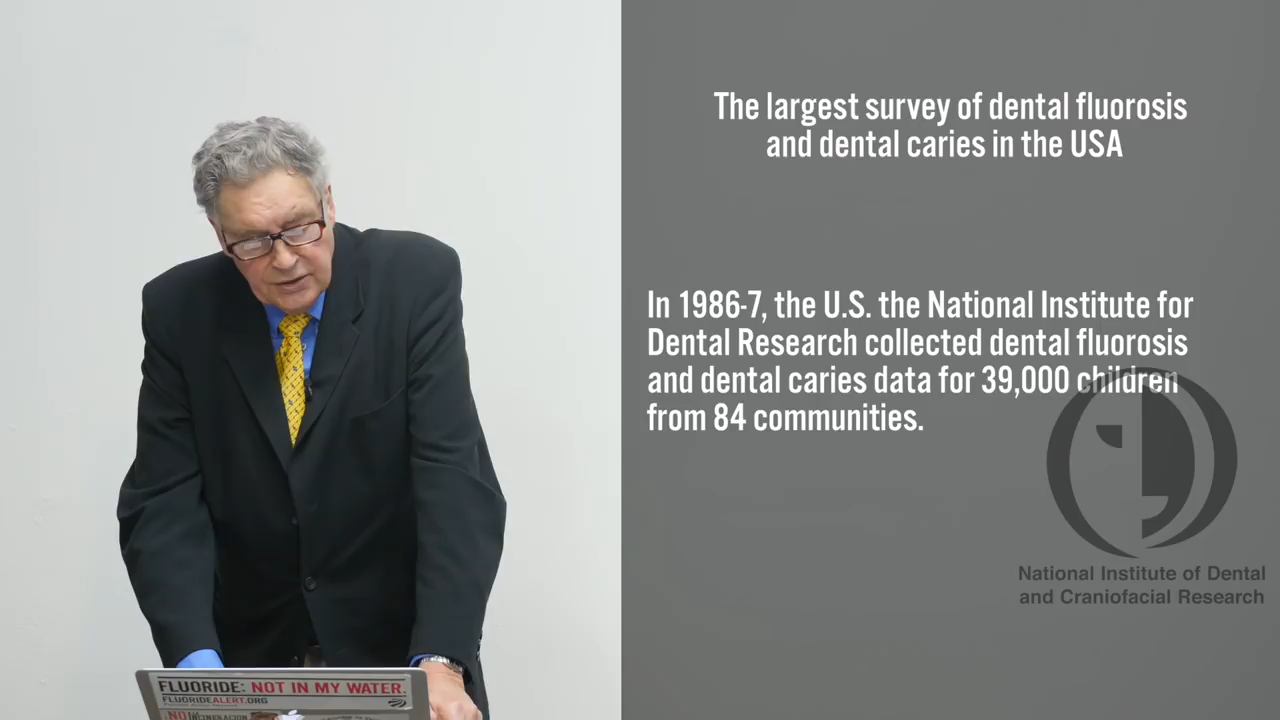 The largest survey of dental fluorosis
and dental caries in the USA
In 1986-7, the U.S. the National Institute for
Dental Research collected dental fluorosis
and dental caries data for 39,000 children
from 84 communities.
National Institute of Dental
and Craniofacial Research
FLUORIDE: NOT IN MY WATER.
FLUORIDEALERT.ORG
NO INCINERACION